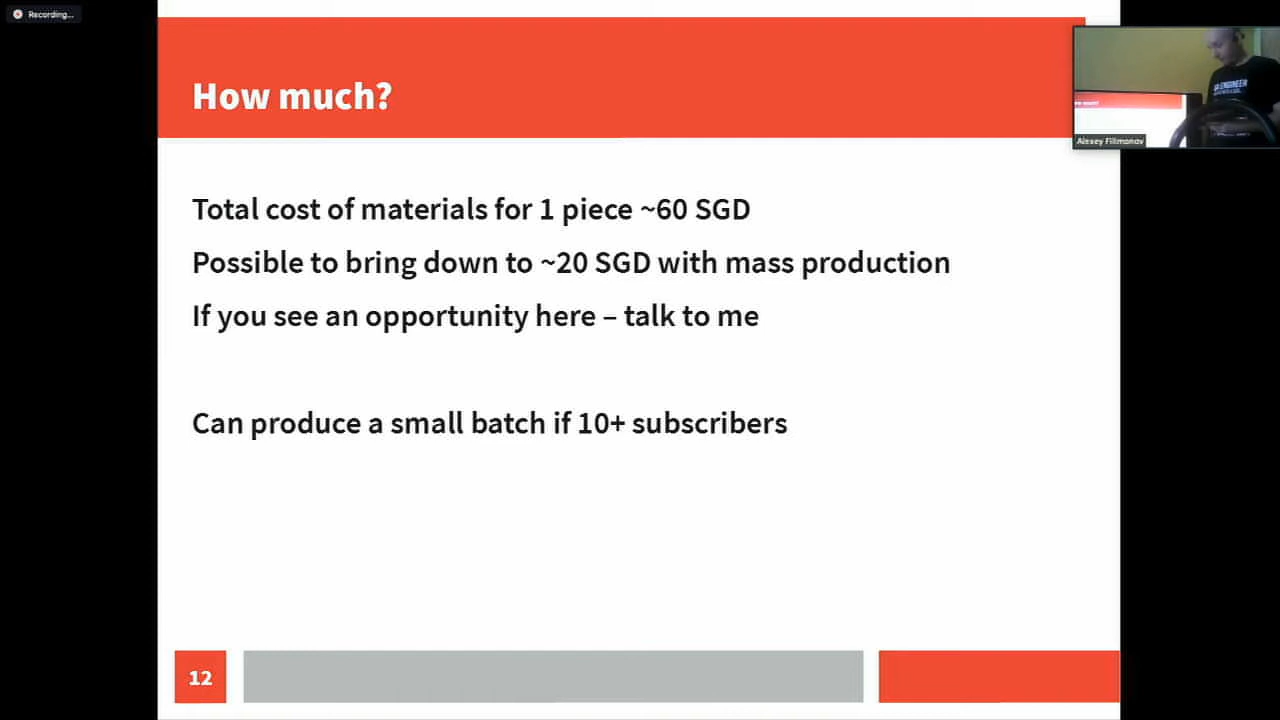 Recording...
How much?
Total cost of materials for 1 piece ~60 SGD
Possible to bring down to ~20 SGD with mass production
If you see an opportunity here – talk to me
Can produce a small batch if 10+ subscribers
12
ENGINEER
Alexey Filimonov